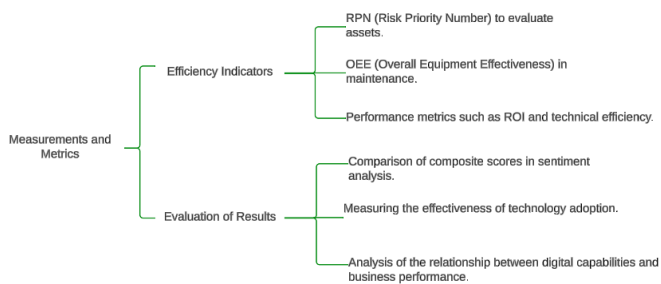 Measurements and
Metrics
Efficiency Indicators
RPN (Risk Priority Number) to evaluate
assets.
OEE (Overall Equipment Effectiveness) in
maintenance.
Performance metrics such as ROI and technical efficiency.
Evaluation of Results
Comparison of composite scores in sentiment
analysis.
Measuring the effectiveness of technology adoption.
Analysis of the relationship between digital capabilities and
business performance.